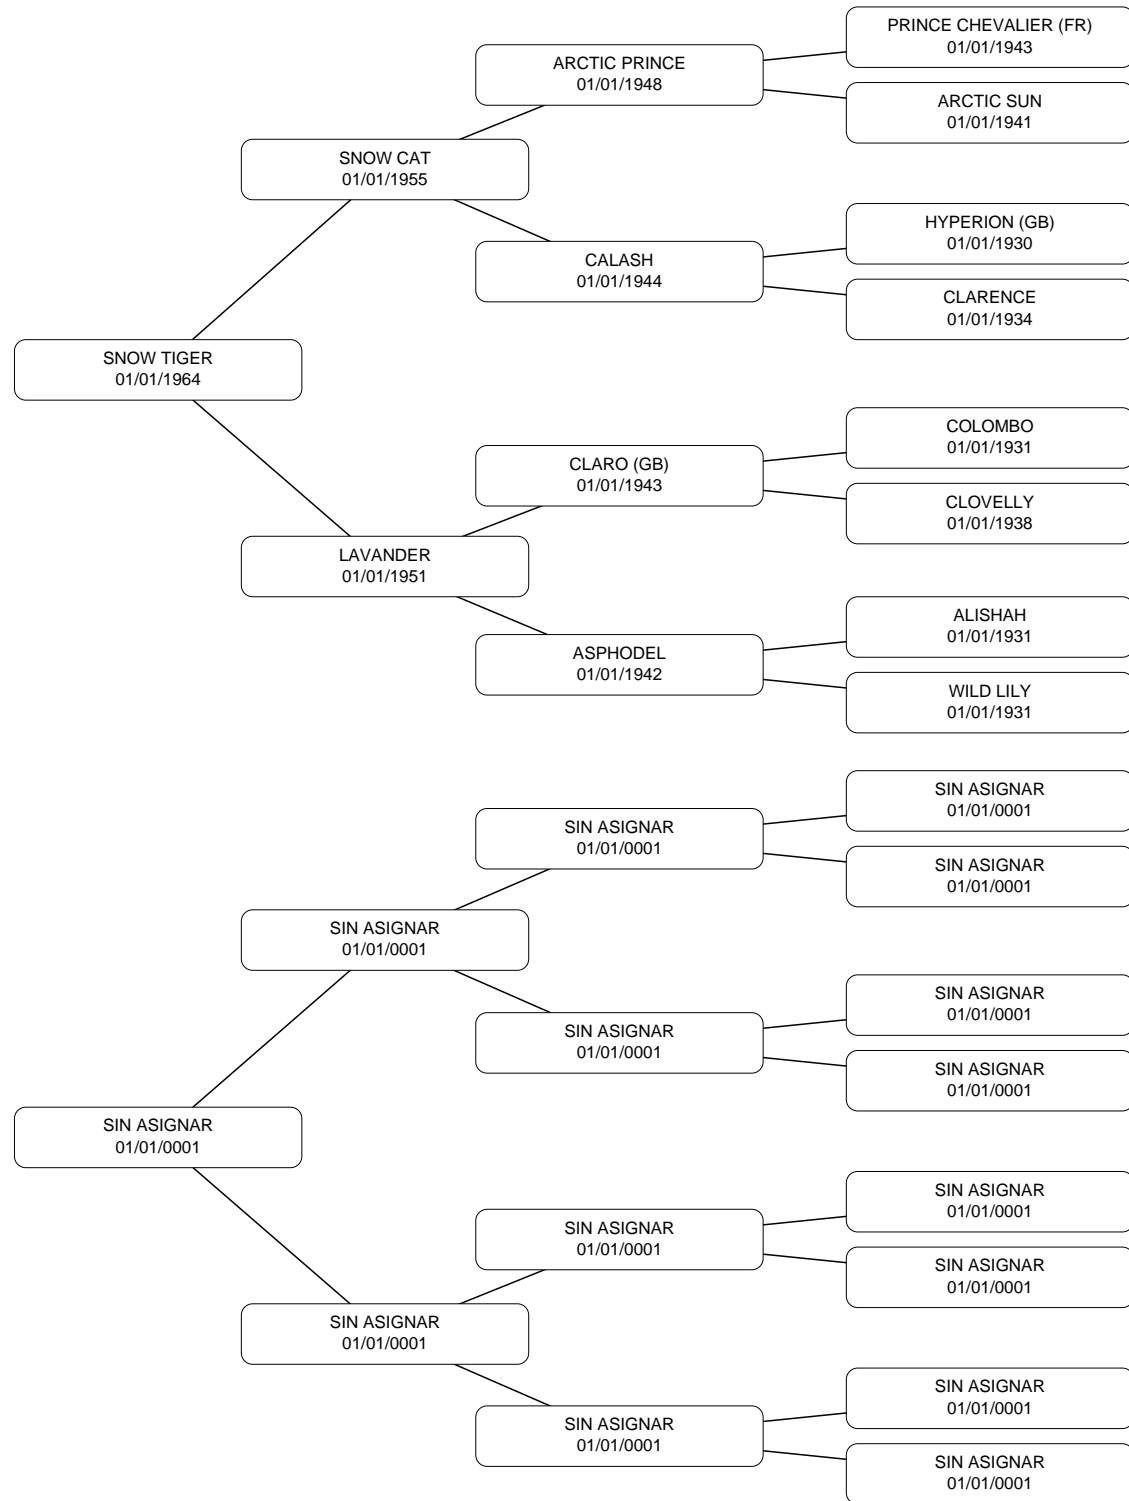 PRINCE CHEVALIER (FR)
01/01/1943
ARCTIC PRINCE
01/01/1948
ARCTIC SUN
01/01/1941
SNOW CAT
01/01/1955
HYPERION (GB)
01/01/1930
CALASH
01/01/1944
CLARENCE
01/01/1934
SNOW TIGER
01/01/1964
COLOMBO
01/01/1931
CLARO (GB)
01/01/1943
CLOVELLY
01/01/1938
LAVANDER
01/01/1951
ALISHAH
01/01/1931
ASPHODEL
01/01/1942
WILD LILY
01/01/1931
SIN ASIGNAR
01/01/0001
SIN ASIGNAR
01/01/0001
SIN ASIGNAR
01/01/0001
SIN ASIGNAR
01/01/0001
SIN ASIGNAR
01/01/0001
SIN ASIGNAR
01/01/0001
SIN ASIGNAR
01/01/0001
SIN ASIGNAR
01/01/0001
SIN ASIGNAR
01/01/0001
SIN ASIGNAR
01/01/0001
SIN ASIGNAR
01/01/0001
SIN ASIGNAR
01/01/0001
SIN ASIGNAR
01/01/0001
SIN ASIGNAR
01/01/0001
SIN ASIGNAR
01/01/0001